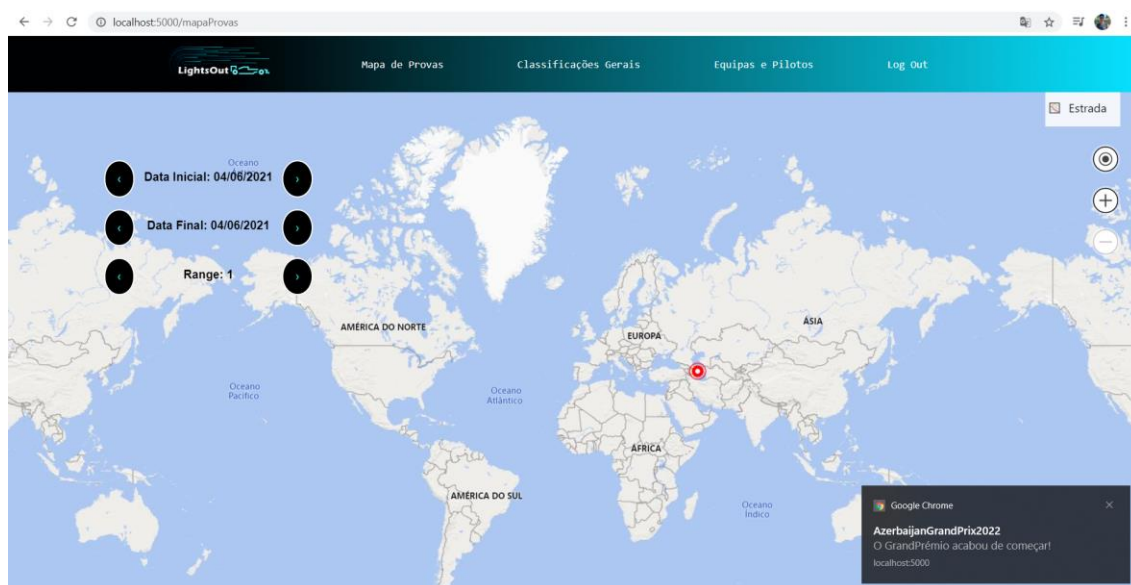 localhost:5000/mapaProvas
LightsOut
Mapa de Provas
Classificações Gerais
Equipas e Pilotos
Log Out
Estrada
Oceano
‹ Data Inicial: 04/06/2021 ›
‹ Data Final: 04/06/2021 ›
‹ Range: 1 ›
AMÉRICA DO NORTE
EUROPA
ÁSIA
Oceano
Pacífico
Oceano
Atlântico
ÁFRICA
AMÉRICA DO SUL
Oceano
Índico
Google Chrome
AzerbaijanGrandPrix2022
O GrandPrémio acabou de começar!
localhost:5000